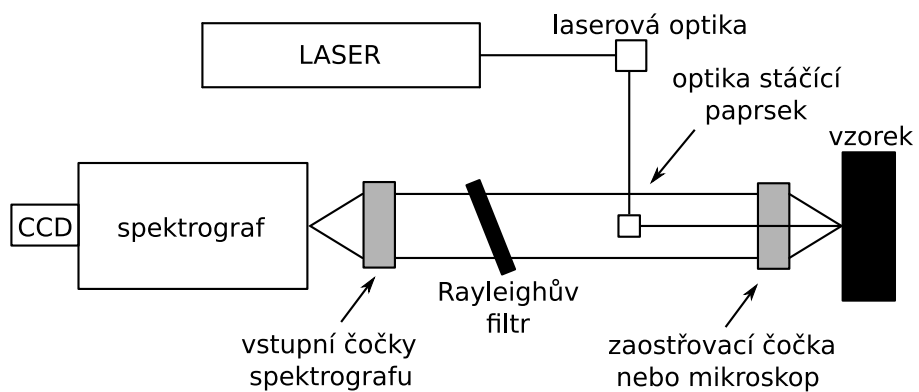 laserová optika
LASER
optika stáčící
paprsek
vzorek
CCD
spektrograf
Rayleighův
filtr
vstupní čočky
spektrografu
zaostřovací čočka
nebo mikroskop